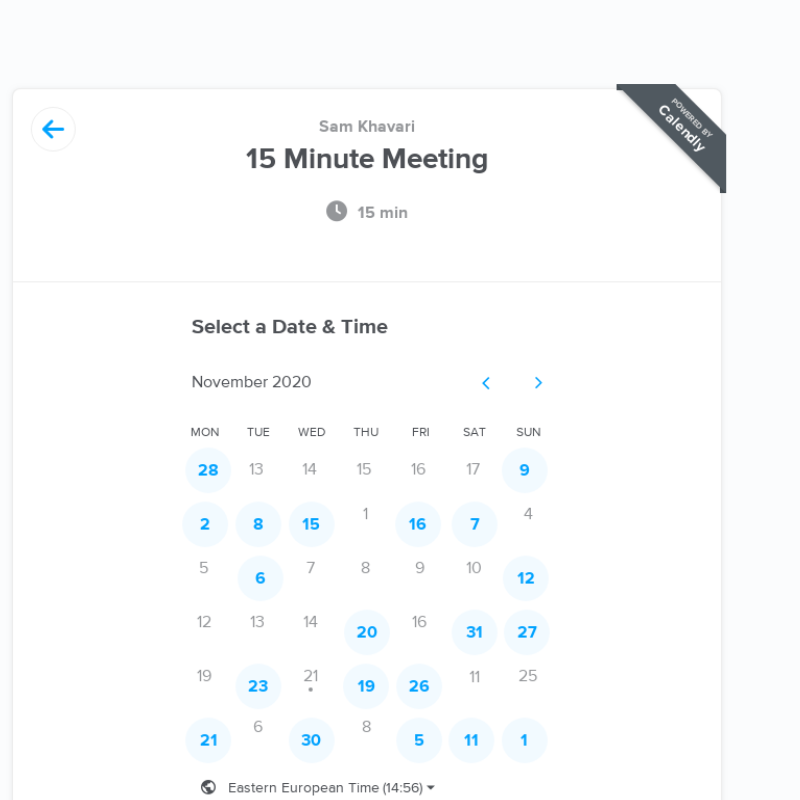 POWERED BY
Calendly
Sam Khavari
15 Minute Meeting
15 min
Select a Date & Time
November 2020
MON TUE WED THU FRI SAT SUN
28 13 14 15 16 17 9
2 8 15 1 16 7 4
5 6 7 8 9 10 12
12 13 14 20 16 31 27
19 23 21 19 26 11 25
21 6 30 8 5 11 1
Eastern European Time (14:56)